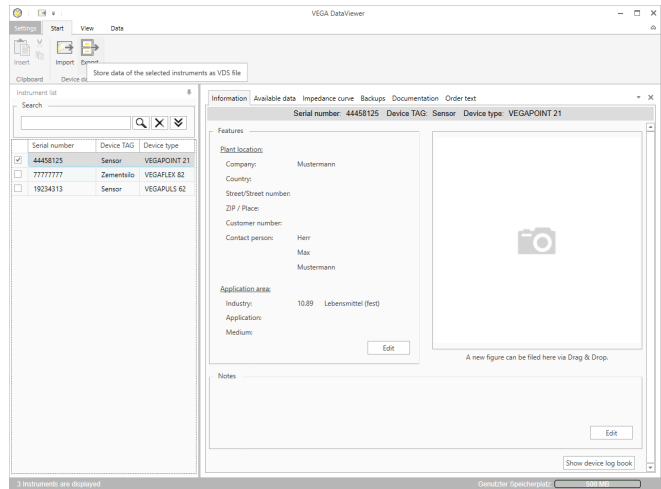 VEGA DataViewer
Settings Start View Data
Insert Import Export
Store data of the selected instruments as VDS file
Clipboard Device da
Instrument list
Search
Serial number Device TAG Device type
44458125 Sensor VEGAPOINT 21
77777777 Zementsilo VEGAFLEX 82
19234313 Sensor VEGAPULS 62
Information Available data Impedance curve Backups Documentation Order text
Serial number: 44458125 Device TAG: Sensor Device type: VEGAPOINT 21
Features
Plant location:
Company: Mustermann
Country:
Street/Street number:
ZIP / Place:
Customer number:
Contact person: Herr
Max
Mustermann
Application area:
Industry: 10.89 Lebensmittel (fest)
Application:
Medium:
Edit
A new figure can be filed here via Drag & Drop.
Notes
Edit
Show device log book
3 Instruments are displayed
Genutzter Speicherplatz: 500 MB